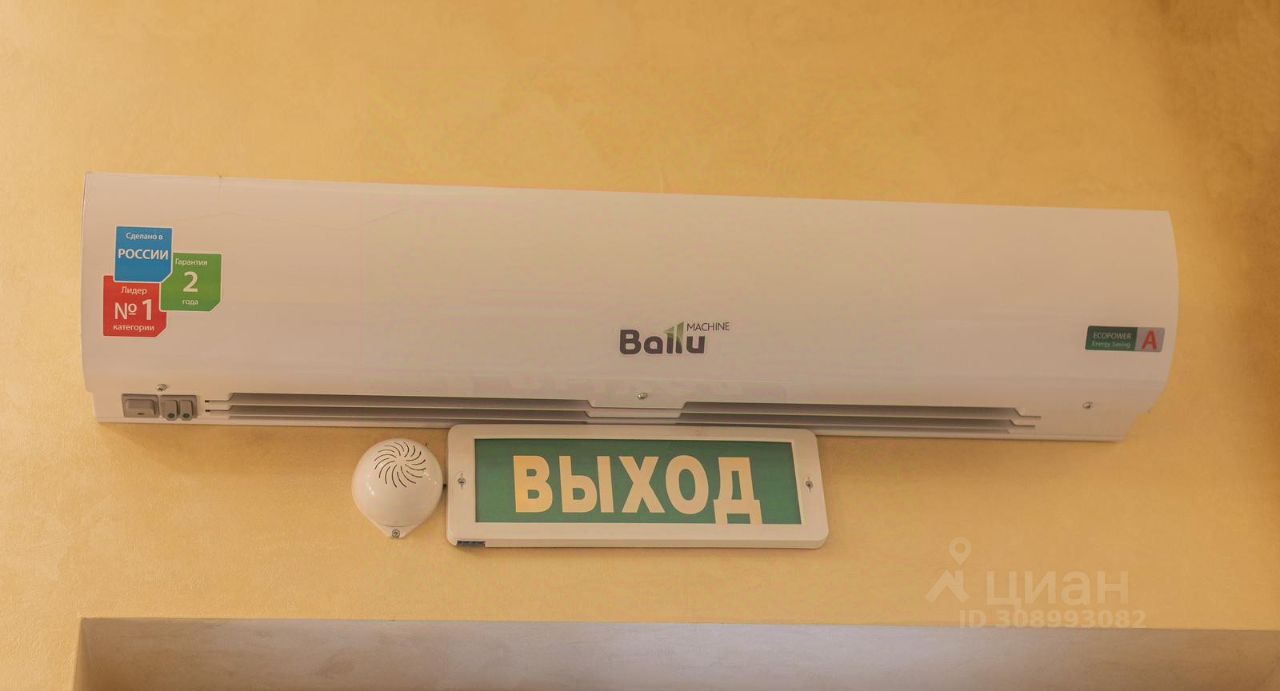 Сделано в
РОССИИ
Гарантия
2
года
Лидер
№1
категории
MACHINE
Ballu
ECOPOWER
Energy Saving
A
ВЫХОД
циан
ID 308993082